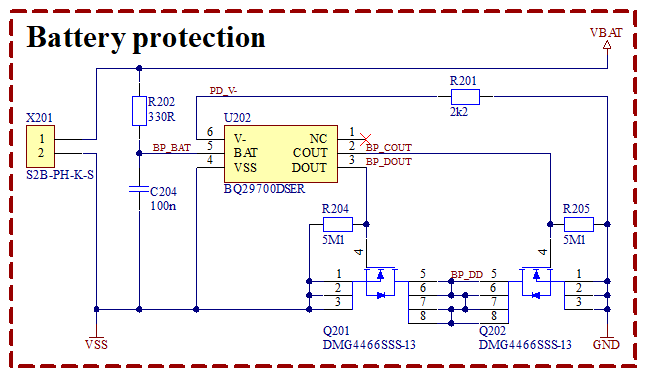 Battery protection
VBAT
PD_V-
R201
2k2
X201
1
2
S2B-PH-K-S
R202
330R
U202
6 V- NC 1
BP_BAT 5 BAT COUT 2 BP_COUT
4 VSS DOUT 3 BP_DOUT
BQ29700DSER
C204
100n
R204
5M1
R205
5M1
4
4
1 5 BP_DD 5 1
2 6 6 2
3 7 7 3
8 8
Q201
DMG4466SSS-13
Q202
DMG4466SSS-13
VSS
GND